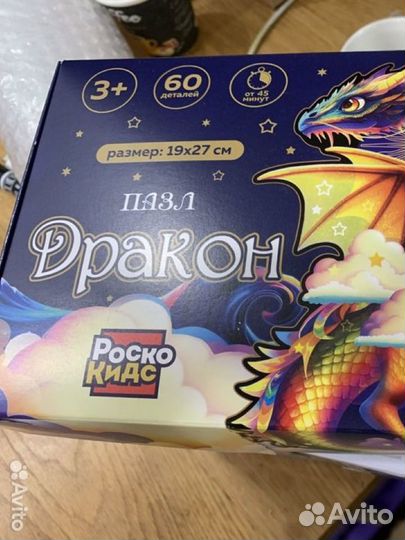 3+
60
деталей
от 45
минут
размер: 19x27 см
ПАЗЛ
Дракон
Роско
Кидс
Avito
Avito